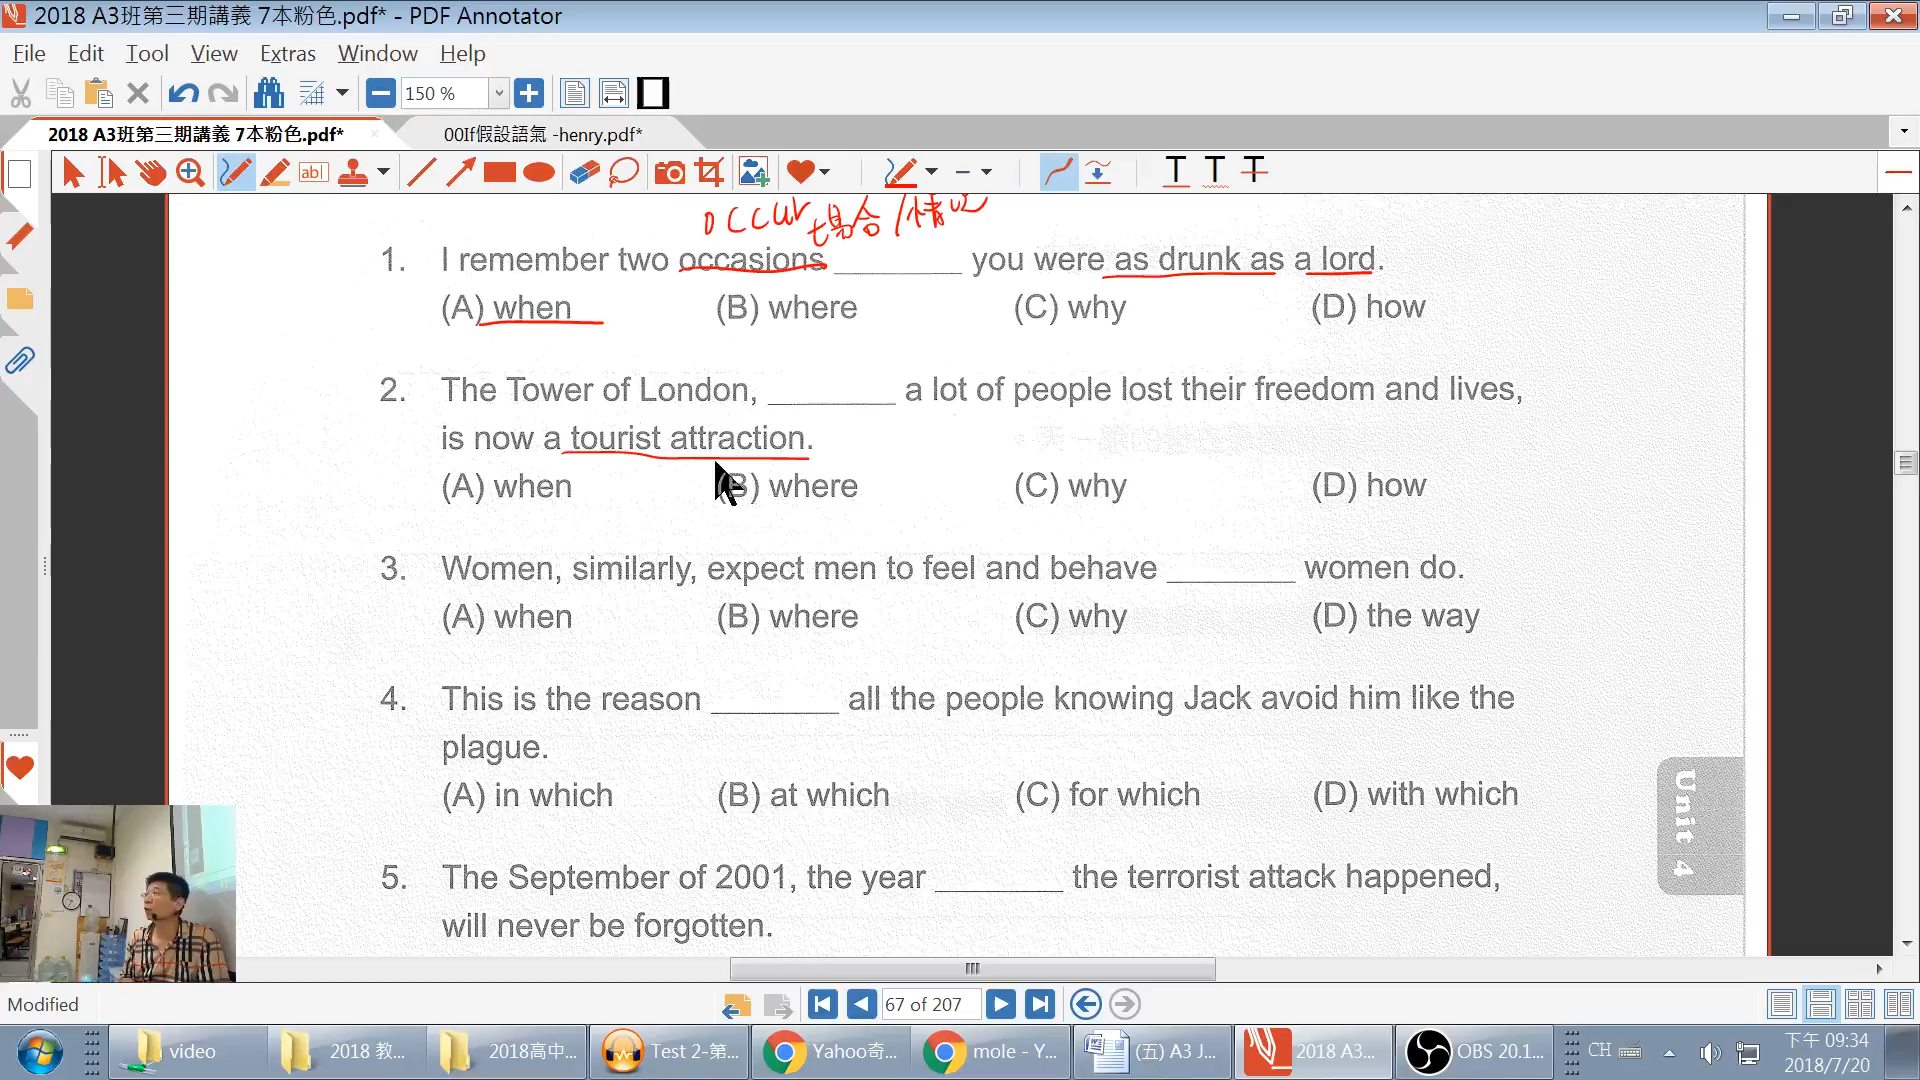 2018 A3班第三期講義 7本粉色.pdf* - PDF Annotator
File Edit Tool View Extras Window Help
150 %
2018 A3班第三期講義 7本粉色.pdf* 00If假設語氣 -henry.pdf*
ab T T T
occur 場合/情況
1. I remember two occasions ________ you were as drunk as a lord.
(A) when (B) where (C) why (D) how
2. The Tower of London, ________ a lot of people lost their freedom and lives,
is now a tourist attraction.
(A) when (B) where (C) why (D) how
3. Women, similarly, expect men to feel and behave ________ women do.
(A) when (B) where (C) why (D) the way
4. This is the reason ________ all the people knowing Jack avoid him like the
plague.
(A) in which (B) at which (C) for which (D) with which
Unit 4
5. The September of 2001, the year ________ the terrorist attack happened,
will never be forgotten.
Modified 67 of 207
video 2018 教... 2018高中... Test 2-第... Yahoo奇... mole - Y... (五) A3 J... 2018 A3... OBS 20.1... CH 下午 09:34
2018/7/20